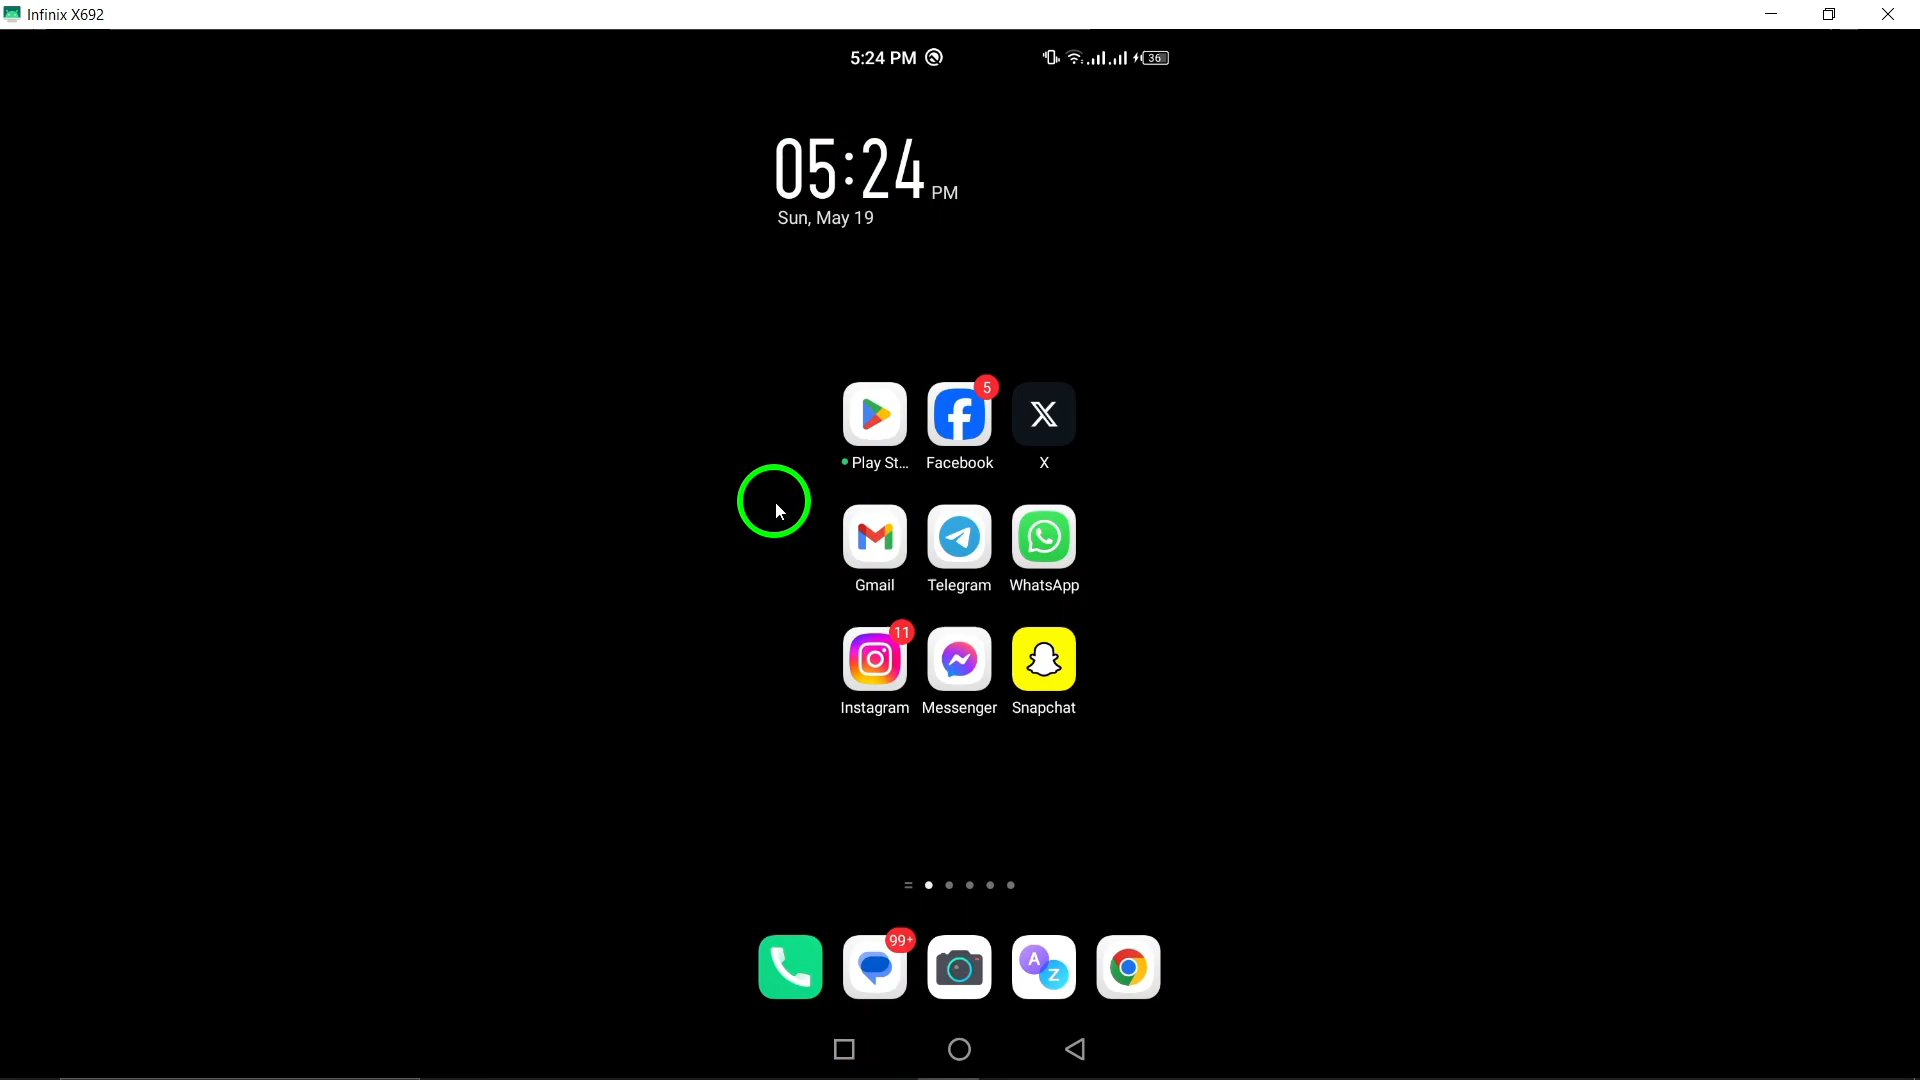 Infinix X692
5:24 PM
36
05:24 PM
Sun, May 19
5
Play St... Facebook X
Gmail Telegram WhatsApp
11
Instagram Messenger Snapchat
99+
A
Z